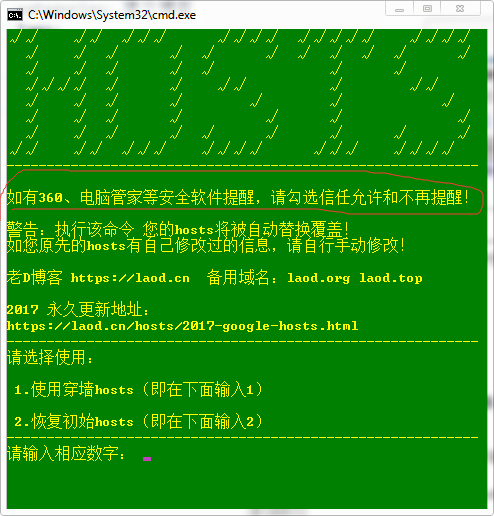 C:\Windows\System32\cmd.exe
如有360、电脑管家等安全软件提醒，请勾选信任允许和不再提醒！
警告：执行该命令 您的hosts将被自动替换覆盖！
如您原先的hosts有自己修改过的信息，请自行手动修改！
老D博客 https://laod.cn 备用域名：laod.org laod.top
2017 永久更新地址：
https://laod.cn/hosts/2017-google-hosts.html
请选择使用：
1.使用穿墙hosts（即在下面输入1）
2.恢复初始hosts（即在下面输入2）
请输入相应数字：